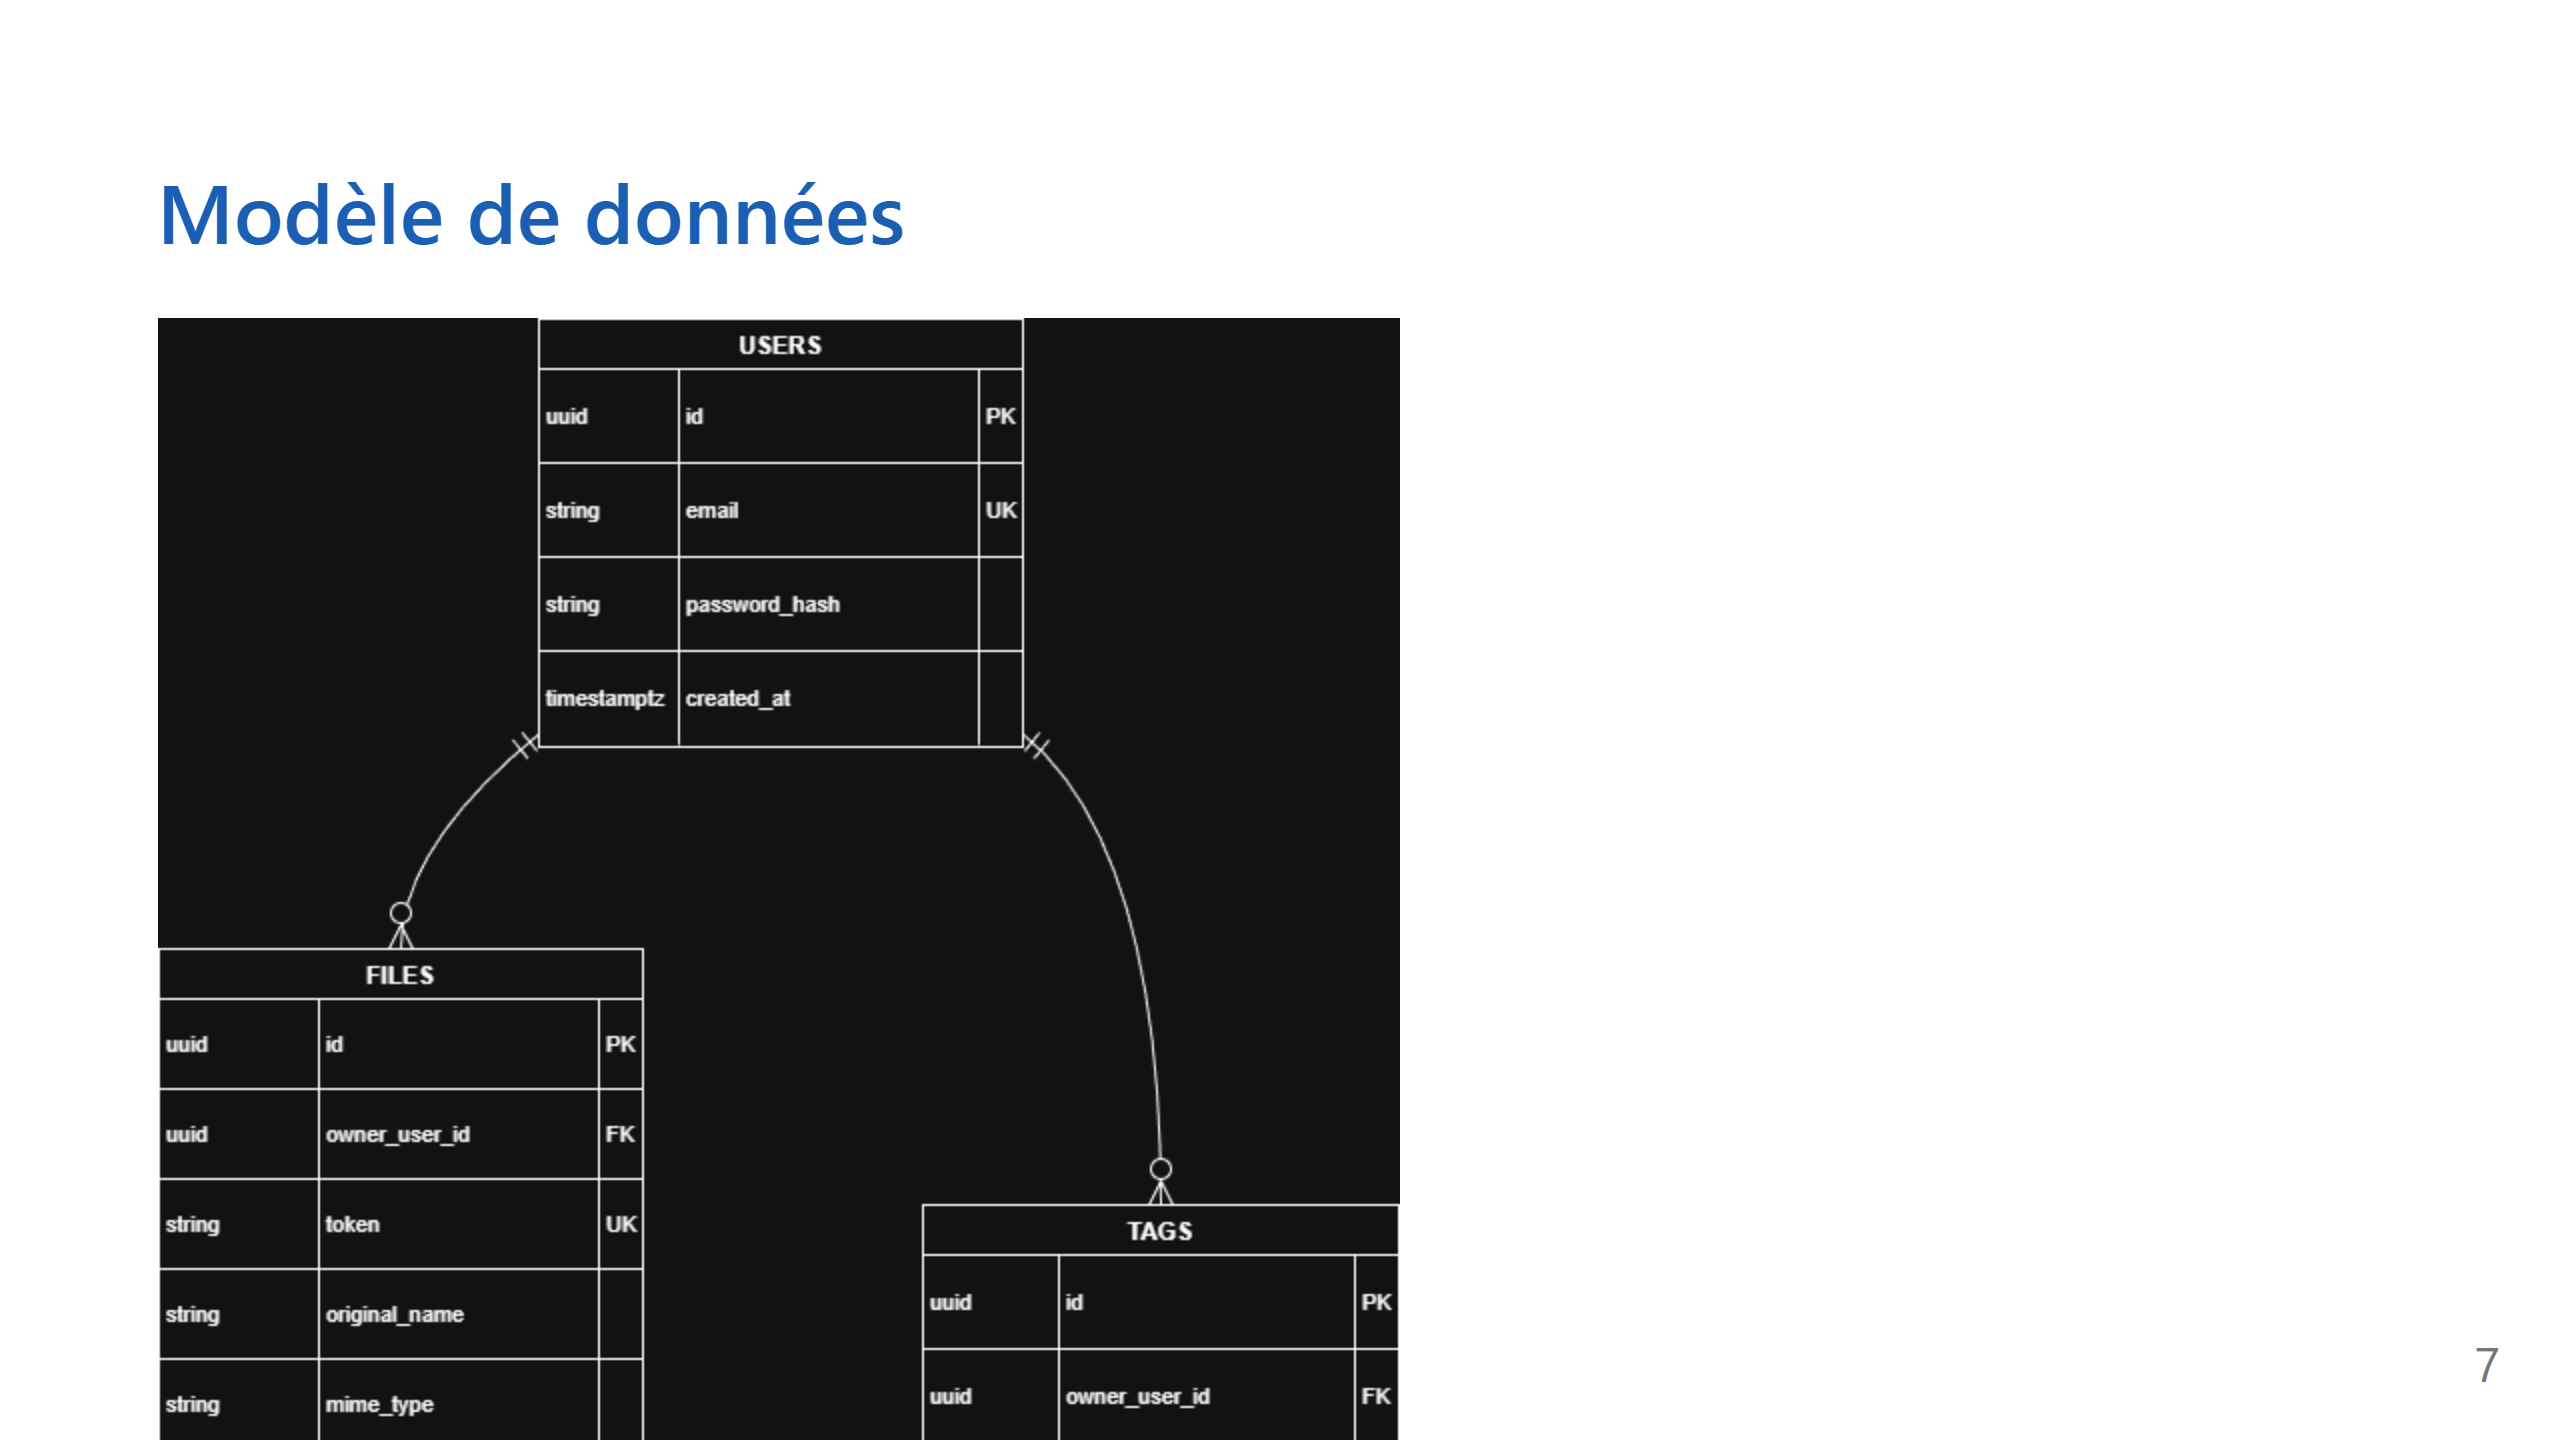 Modèle de données
USERS
uuid id PK
string email UK
string password_hash
timestamptz created_at
FILES
uuid id PK
uuid owner_user_id FK
string token UK
string original_name
string mime_type
TAGS
uuid id PK
uuid owner_user_id FK
7